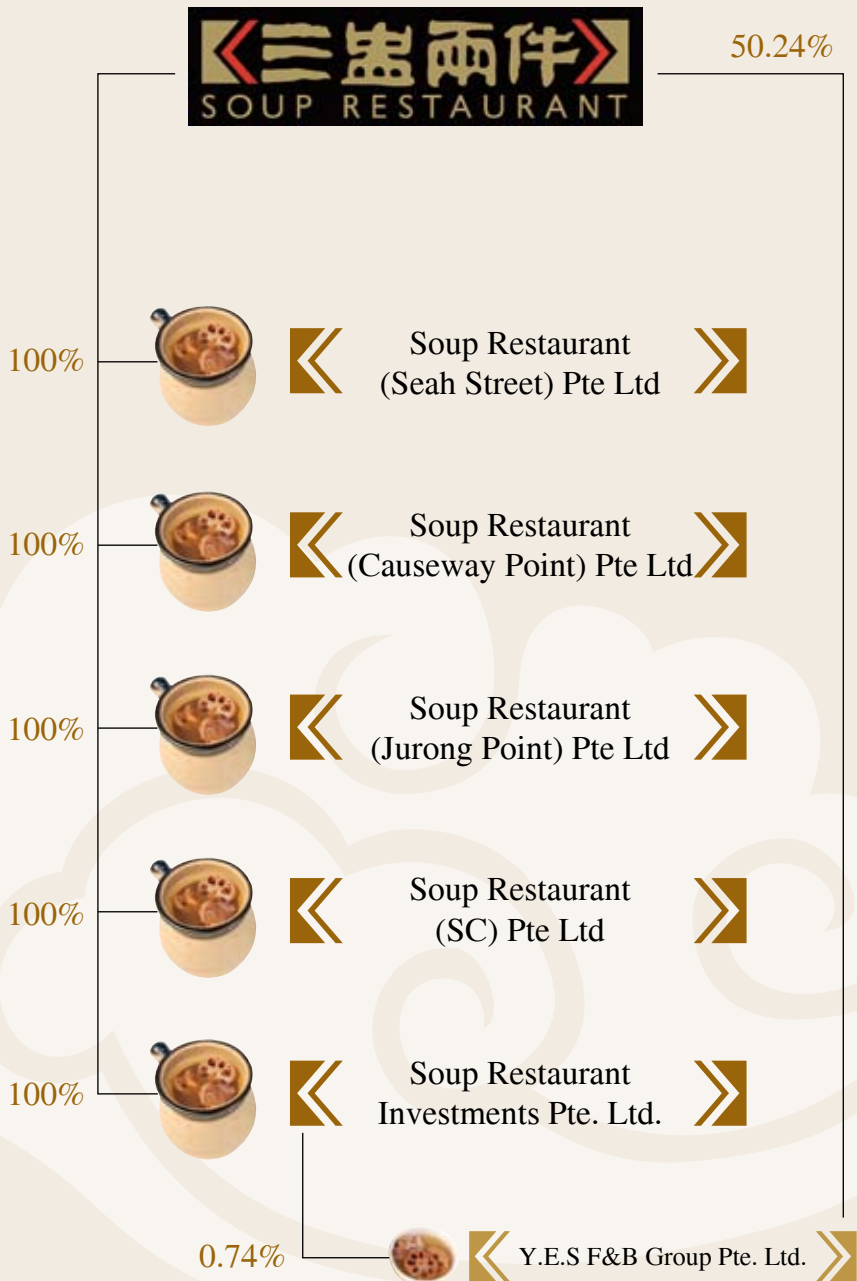 三盅兩件
SOUP RESTAURANT
50.24%
100%
Soup Restaurant
(Seah Street) Pte Ltd
100%
Soup Restaurant
(Causeway Point) Pte Ltd
100%
Soup Restaurant
(Jurong Point) Pte Ltd
100%
Soup Restaurant
(SC) Pte Ltd
100%
Soup Restaurant
Investments Pte. Ltd.
0.74%
Y.E.S F&B Group Pte. Ltd.